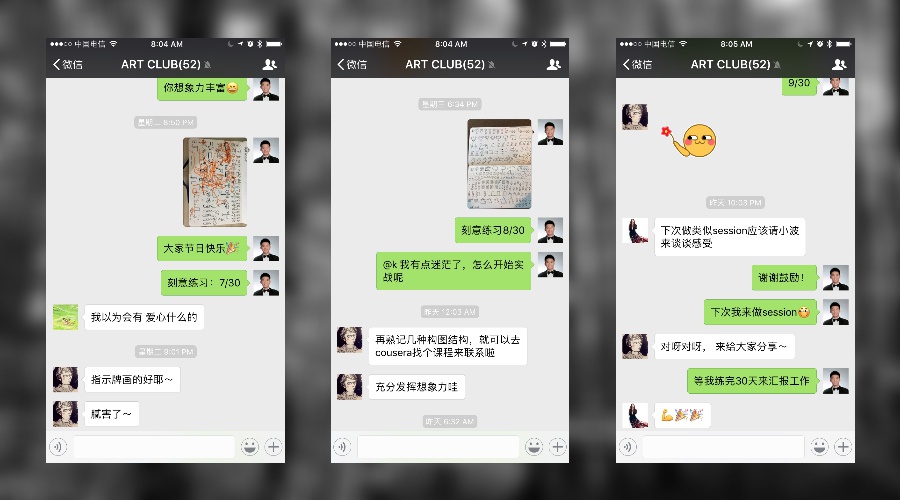 中国电信
8:04 AM
微信
ART CLUB(52)
你想象力丰富
星期二 8:50 PM
大家节日快乐
刻意练习：7/30
我以为会有 爱心什么的
星期二 9:01 PM
指示牌画的好耶～
腻害了～
中国电信
8:04 AM
微信
ART CLUB(52)
星期三 6:34 PM
刻意练习8/30
@k 我有点迷茫了，怎么开始实
战呢
昨天 12:03 AM
再熟记几种构图结构，就可以去
cousera找个课程来联系啦
充分发挥想象力哇
昨天 6:32 AM
中国电信
8:05 AM
微信
ART CLUB(52)
9/30
昨天 10:03 PM
下次做类似session应该请小波
来谈谈感受
谢谢鼓励！
下次我来做session
对呀对呀， 来给大家分享～
等我练完30天来汇报工作